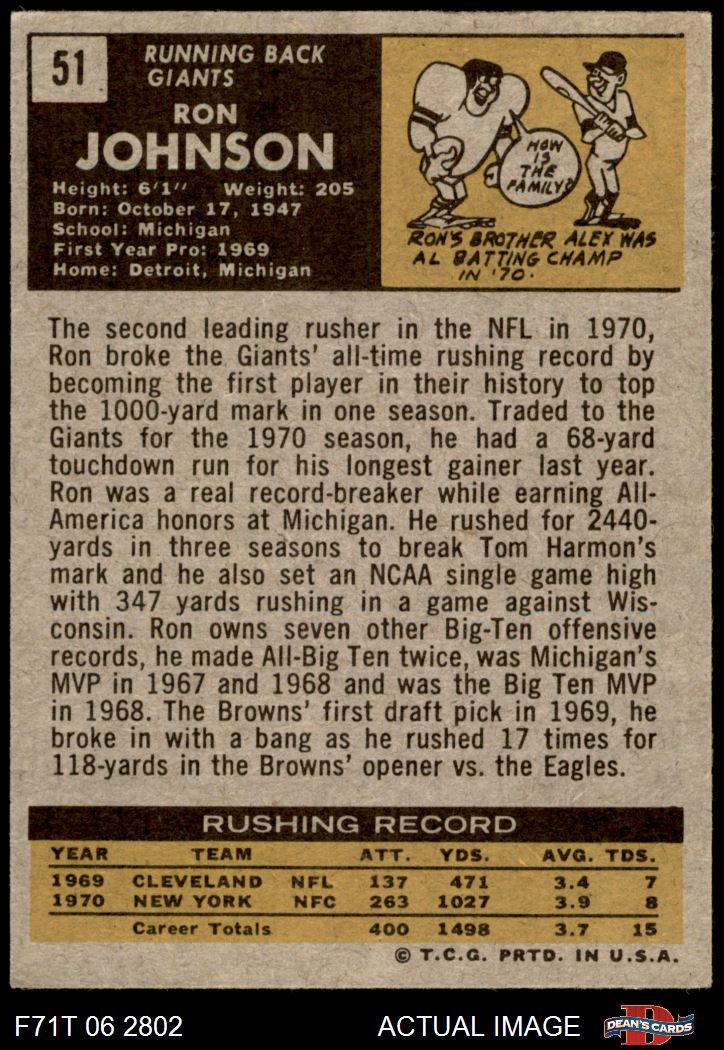 51
RUNNING BACK
GIANTS
RON
JOHNSON
Height: 6'1" Weight: 205
Born: October 17, 1947
School: Michigan
First Year Pro: 1969
Home: Detroit, Michigan
HOW
IS
THE
FAMILY?
RON'S BROTHER ALEX WAS
AL BATTING CHAMP
IN '70.
The second leading rusher in the NFL in 1970,
Ron broke the Giants' all-time rushing record by
becoming the first player in their history to top
the 1000-yard mark in one season. Traded to the
Giants for the 1970 season, he had a 68-yard
touchdown run for his longest gainer last year.
Ron was a real record-breaker while earning All-
America honors at Michigan. He rushed for 2440-
yards in three seasons to break Tom Harmon's
mark and he also set an NCAA single game high
with 347 yards rushing in a game against Wis-
consin. Ron owns seven other Big-Ten offensive
records, he made All-Big Ten twice, was Michigan's
MVP in 1967 and 1968 and was the Big Ten MVP
in 1968. The Browns' first draft pick in 1969, he
broke in with a bang as he rushed 17 times for
118-yards in the Browns' opener vs. the Eagles.
RUSHING RECORD
YEAR TEAM ATT. YDS. AVG. TDS.
1969 CLEVELAND NFL 137 471 3.4 7
1970 NEW YORK NFC 263 1027 3.9 8
Career Totals 400 1498 3.7 15
© T.C.G. PRTD. IN U.S.A.
F71T 06 2802 ACTUAL IMAGE D DEAN'S CARDS